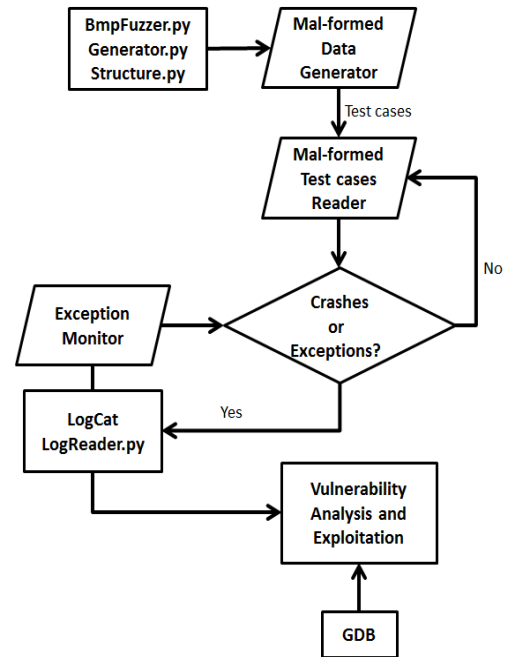 BmpFuzzer.py
Generator.py
Structure.py
Mal-formed
Data
Generator
Test cases
Mal-formed
Test cases
Reader
No
Crashes
or
Exceptions?
Exception
Monitor
Yes
LogCat
LogReader.py
Vulnerability
Analysis and
Exploitation
GDB